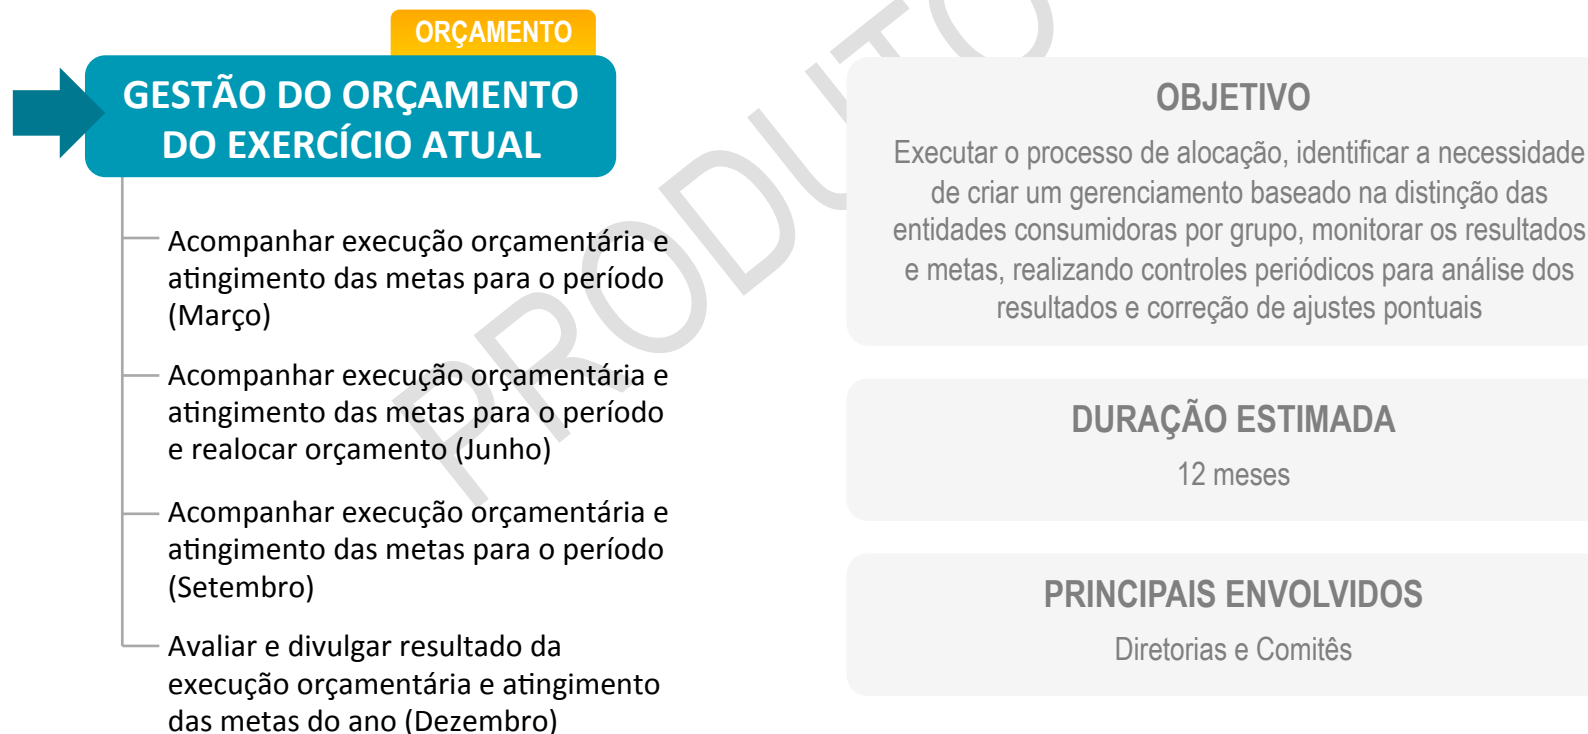 ORÇAMENTO
GESTÃO DO ORÇAMENTO
DO EXERCÍCIO ATUAL
Acompanhar execução orçamentária e
atingimento das metas para o período
(Março)
Acompanhar execução orçamentária e
atingimento das metas para o período
e realocar orçamento (Junho)
Acompanhar execução orçamentária e
atingimento das metas para o período
(Setembro)
Avaliar e divulgar resultado da
execução orçamentária e atingimento
das metas do ano (Dezembro)
OBJETIVO
Executar o processo de alocação, identificar a necessidade
de criar um gerenciamento baseado na distinção das
entidades consumidoras por grupo, monitorar os resultados
e metas, realizando controles periódicos para análise dos
resultados e correção de ajustes pontuais
DURAÇÃO ESTIMADA
12 meses
PRINCIPAIS ENVOLVIDOS
Diretorias e Comitês
PRODUTO